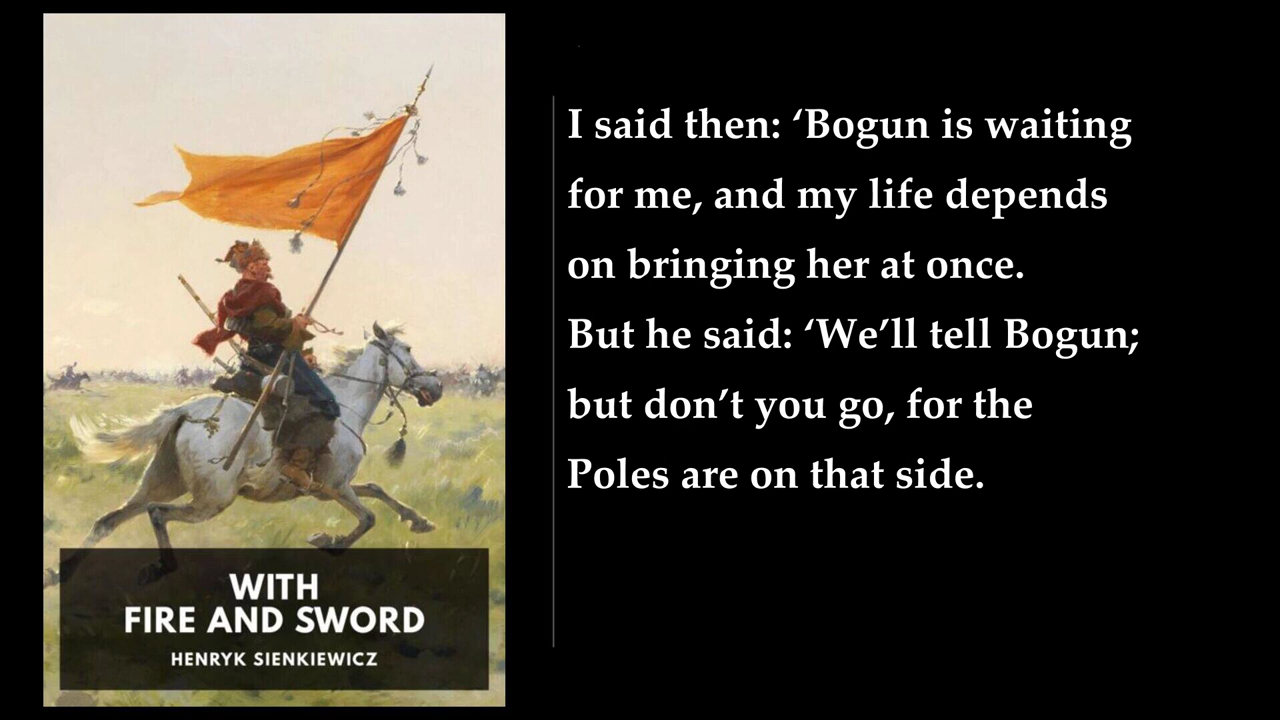 WITH
FIRE AND SWORD
HENRYK SIENKIEWICZ
I said then: ‘Bogun is waiting
for me, and my life depends
on bringing her at once.
But he said: ‘We’ll tell Bogun;
but don’t you go, for the
Poles are on that side.